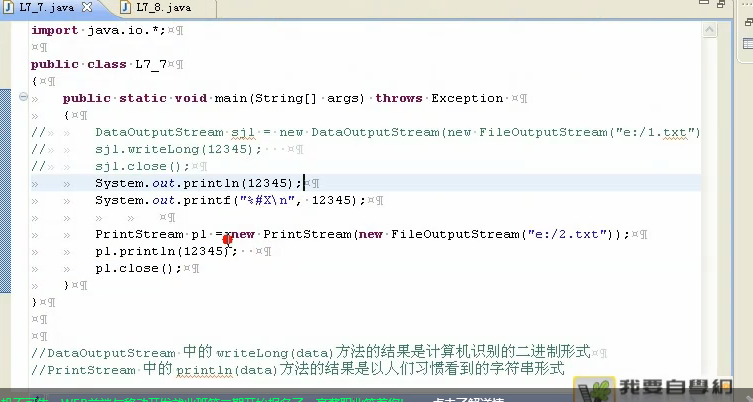 L7_7.java L7_8.java
import java.io.*;
public class L7_7
{
public static void main(String[] args) throws Exception
{
// DataOutputStream sjl = new DataOutputStream(new FileOutputStream("e:/1.txt")
// sjl.writeLong(12345);
// sjl.close();
System.out.println(12345);
System.out.printf("%#X\n", 12345);
PrintStream pl =new PrintStream(new FileOutputStream("e:/2.txt"));
pl.println(12345);
pl.close();
}
}
//DataOutputStream 中的 writeLong(data)方法的结果是计算机识别的二进制形式
//PrintStream 中的 println(data)方法的结果是以人们习惯看到的字符串形式
我要自學網